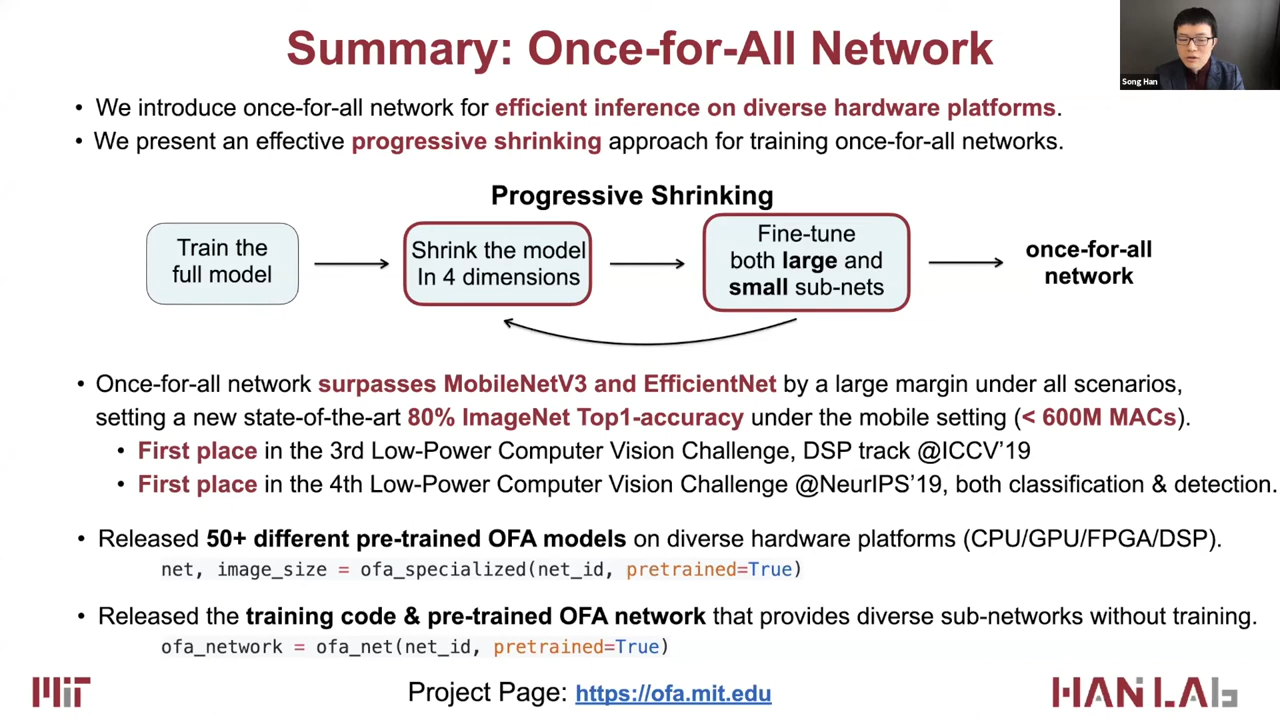 Summary: Once-for-All Network
Song Han
• We introduce once-for-all network for efficient inference on diverse hardware platforms.
• We present an effective progressive shrinking approach for training once-for-all networks.
Progressive Shrinking
Train the
full model
Shrink the model
In 4 dimensions
Fine-tune
both large and
small sub-nets
once-for-all
network
• Once-for-all network surpasses MobileNetV3 and EfficientNet by a large margin under all scenarios,
setting a new state-of-the-art 80% ImageNet Top1-accuracy under the mobile setting (< 600M MACs).
• First place in the 3rd Low-Power Computer Vision Challenge, DSP track @ICCV’19
• First place in the 4th Low-Power Computer Vision Challenge @NeurIPS’19, both classification & detection.
• Released 50+ different pre-trained OFA models on diverse hardware platforms (CPU/GPU/FPGA/DSP).
net, image_size = ofa_specialized(net_id, pretrained=True)
• Released the training code & pre-trained OFA network that provides diverse sub-networks without training.
ofa_network = ofa_net(net_id, pretrained=True)
MIT
Project Page: https://ofa.mit.edu
HAN LAb